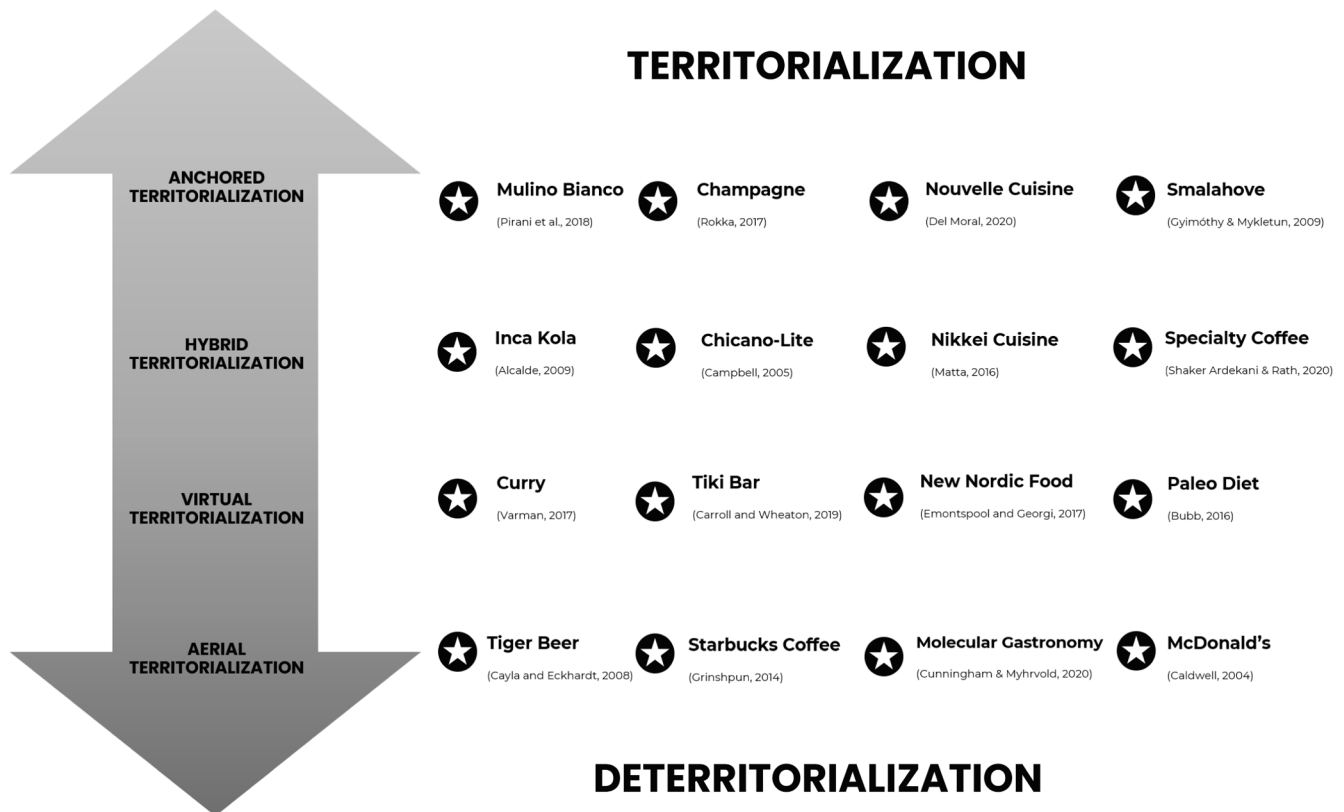 TERRITORIALIZATION
ANCHORED
TERRITORIALIZATION
Mulino Bianco
(Pirani et al., 2018)
Champagne
(Rokka, 2017)
Nouvelle Cuisine
(Del Moral, 2020)
Smalahove
(Gyimóthy & Mykletun, 2009)
HYBRID
TERRITORIALIZATION
Inca Kola
(Alcalde, 2009)
Chicano-Lite
(Campbell, 2005)
Nikkei Cuisine
(Matta, 2016)
Specialty Coffee
(Shaker Ardekani & Rath, 2020)
VIRTUAL
TERRITORIALIZATION
Curry
(Varman, 2017)
Tiki Bar
(Carroll and Wheaton, 2019)
New Nordic Food
(Emontspool and Georgi, 2017)
Paleo Diet
(Bubb, 2016)
AERIAL
TERRITORIALIZATION
Tiger Beer
(Cayla and Eckhardt, 2008)
Starbucks Coffee
(Grinshpun, 2014)
Molecular Gastronomy
(Cunningham & Myhrvold, 2020)
McDonald’s
(Caldwell, 2004)
DETERRITORIALIZATION